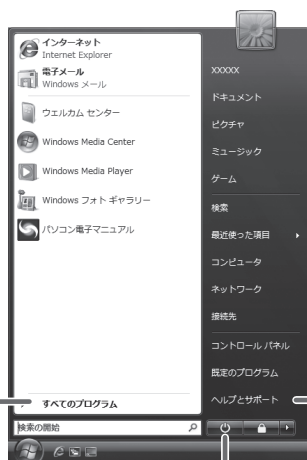 インターネット
Internet Explorer
電子メール
Windows メール
ウェルカム センター
Windows Media Center
Windows Media Player
Windows フォト ギャラリー
パソコン電子マニュアル
すべてのプログラム
検索の開始
XXXXX
ドキュメント
ピクチャ
ミュージック
ゲーム
検索
最近使った項目
コンピュータ
ネットワーク
接続先
コントロール パネル
既定のプログラム
ヘルプとサポート